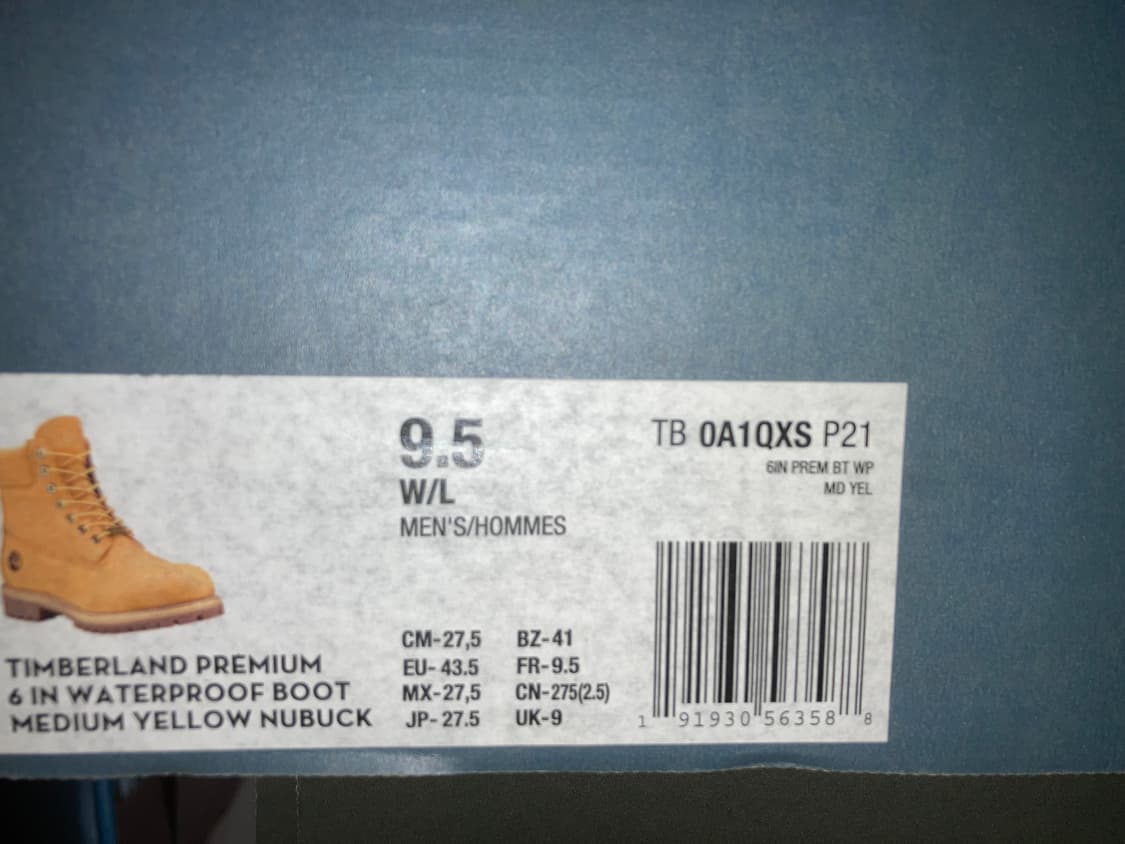 9.5
W/L
MEN'S/HOMMES
TB 0A1QXS P21
6IN PREM BT WP
MD YEL
TIMBERLAND PREMIUM
6 IN WATERPROOF BOOT
MEDIUM YELLOW NUBUCK
CM-27,5 BZ-41
EU-43.5 FR-9.5
MX-27,5 CN-275(2.5)
JP-27.5 UK-9
1 91930 56358 8